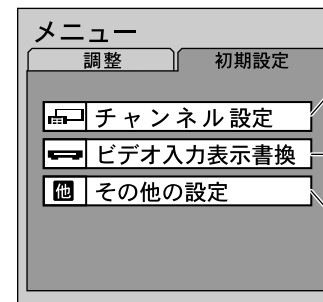 メニュー
調整 初期設定
チャンネル設定
ビデオ入力表示書換
他 その他の設定